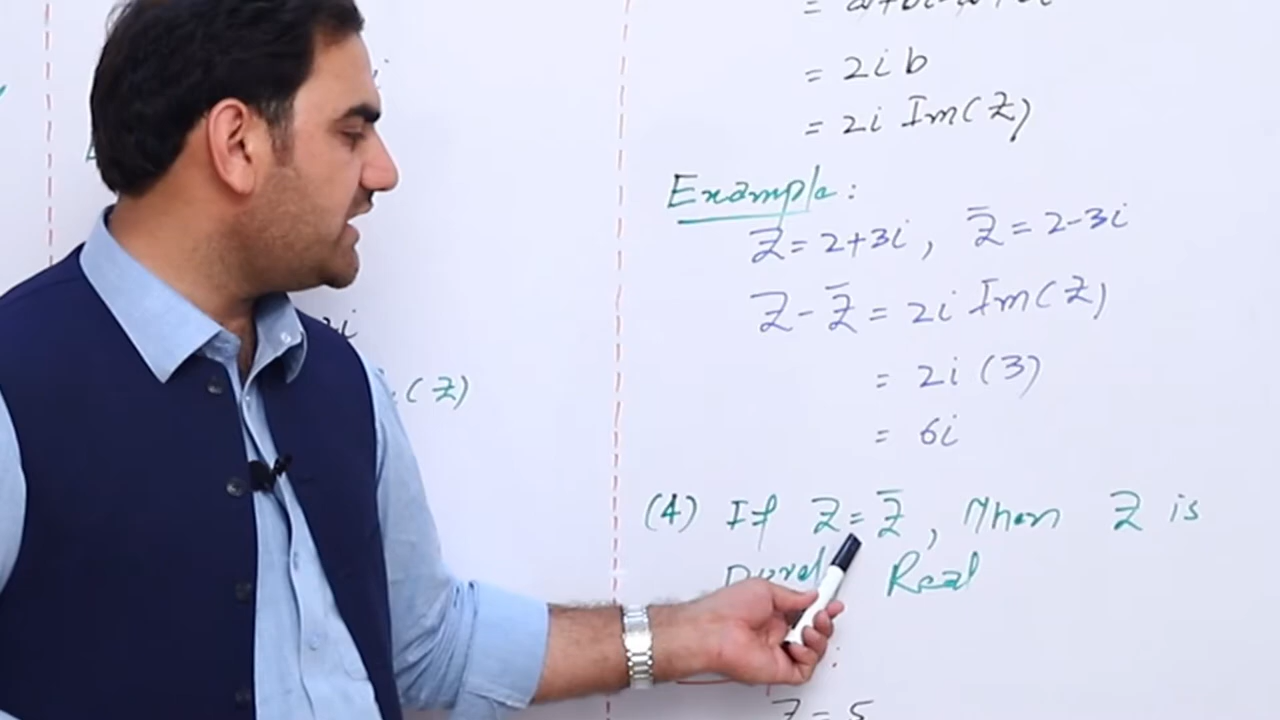 = 2ib
= 2i Im(Z)
Example:
Z = 2+3i, Z̄ = 2-3i
Z - Z̄ = 2i Im(Z)
= 2i (3)
= 6i
(4) If Z = Z̄, then Z is
Real
Z = 5
2i
(Z)